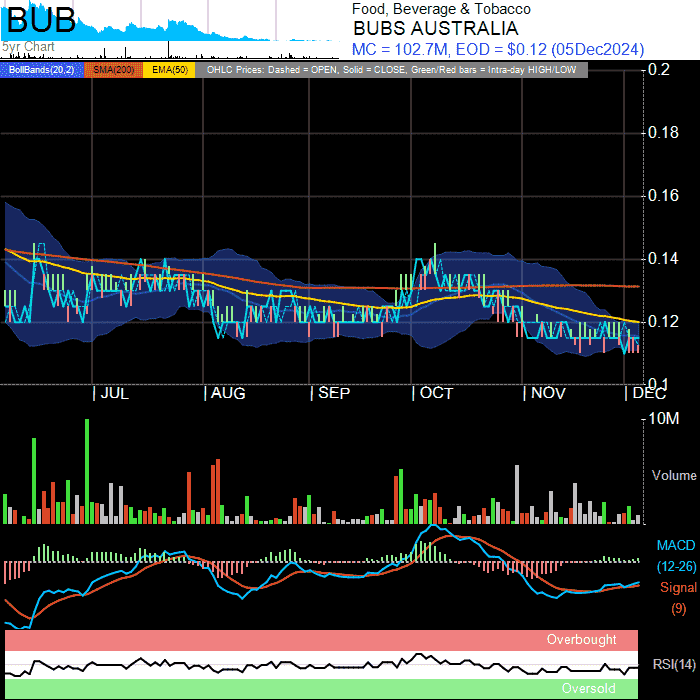 BUB
5yr Chart
Food, Beverage & Tobacco
BUBS AUSTRALIA
MC = 102.7M, EOD = $0.12 (05Dec2024)
BollBands(20,2) SMA(200) EMA(50) OHLC Prices: Dashed = OPEN, Solid = CLOSE, Green/Red bars = Intra-day HIGH/LOW
0.2
0.18
0.16
0.14
0.12
0.1
JUL AUG SEP OCT NOV DEC
10M
Volume
MACD
(12-26)
Signal
(9)
Overbought
RSI(14)
Oversold